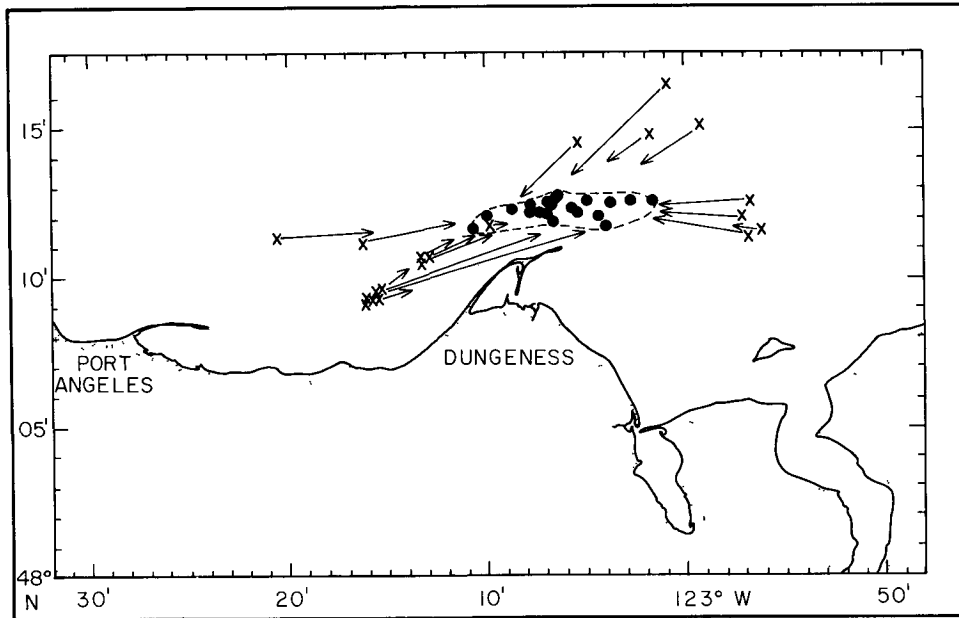 15'
10'
PORT
ANGELES
DUNGENESS
05'
48°
N
30'
20'
10'
123° W
50'